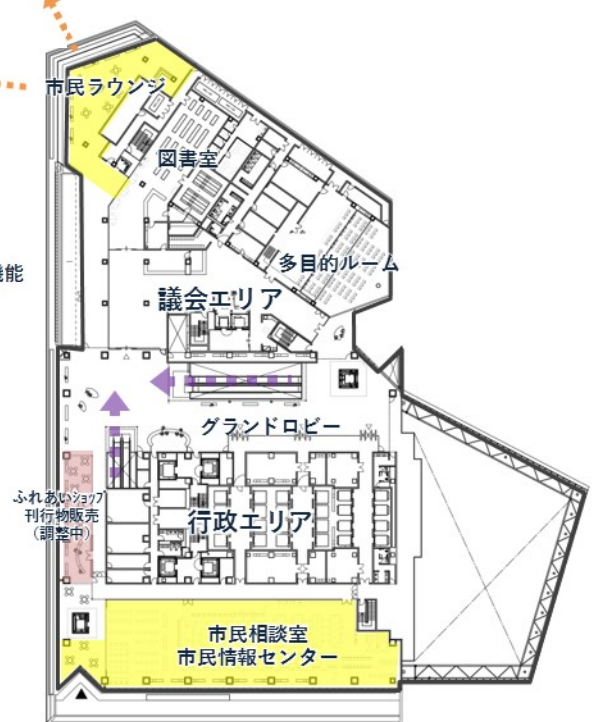 市民ラウンジ
図書室
多目的ルーム
能
議会エリア
グランドロビー
ふれあいショップ
刊行物販売
（調整中）
行政エリア
市民相談室
市民情報センター